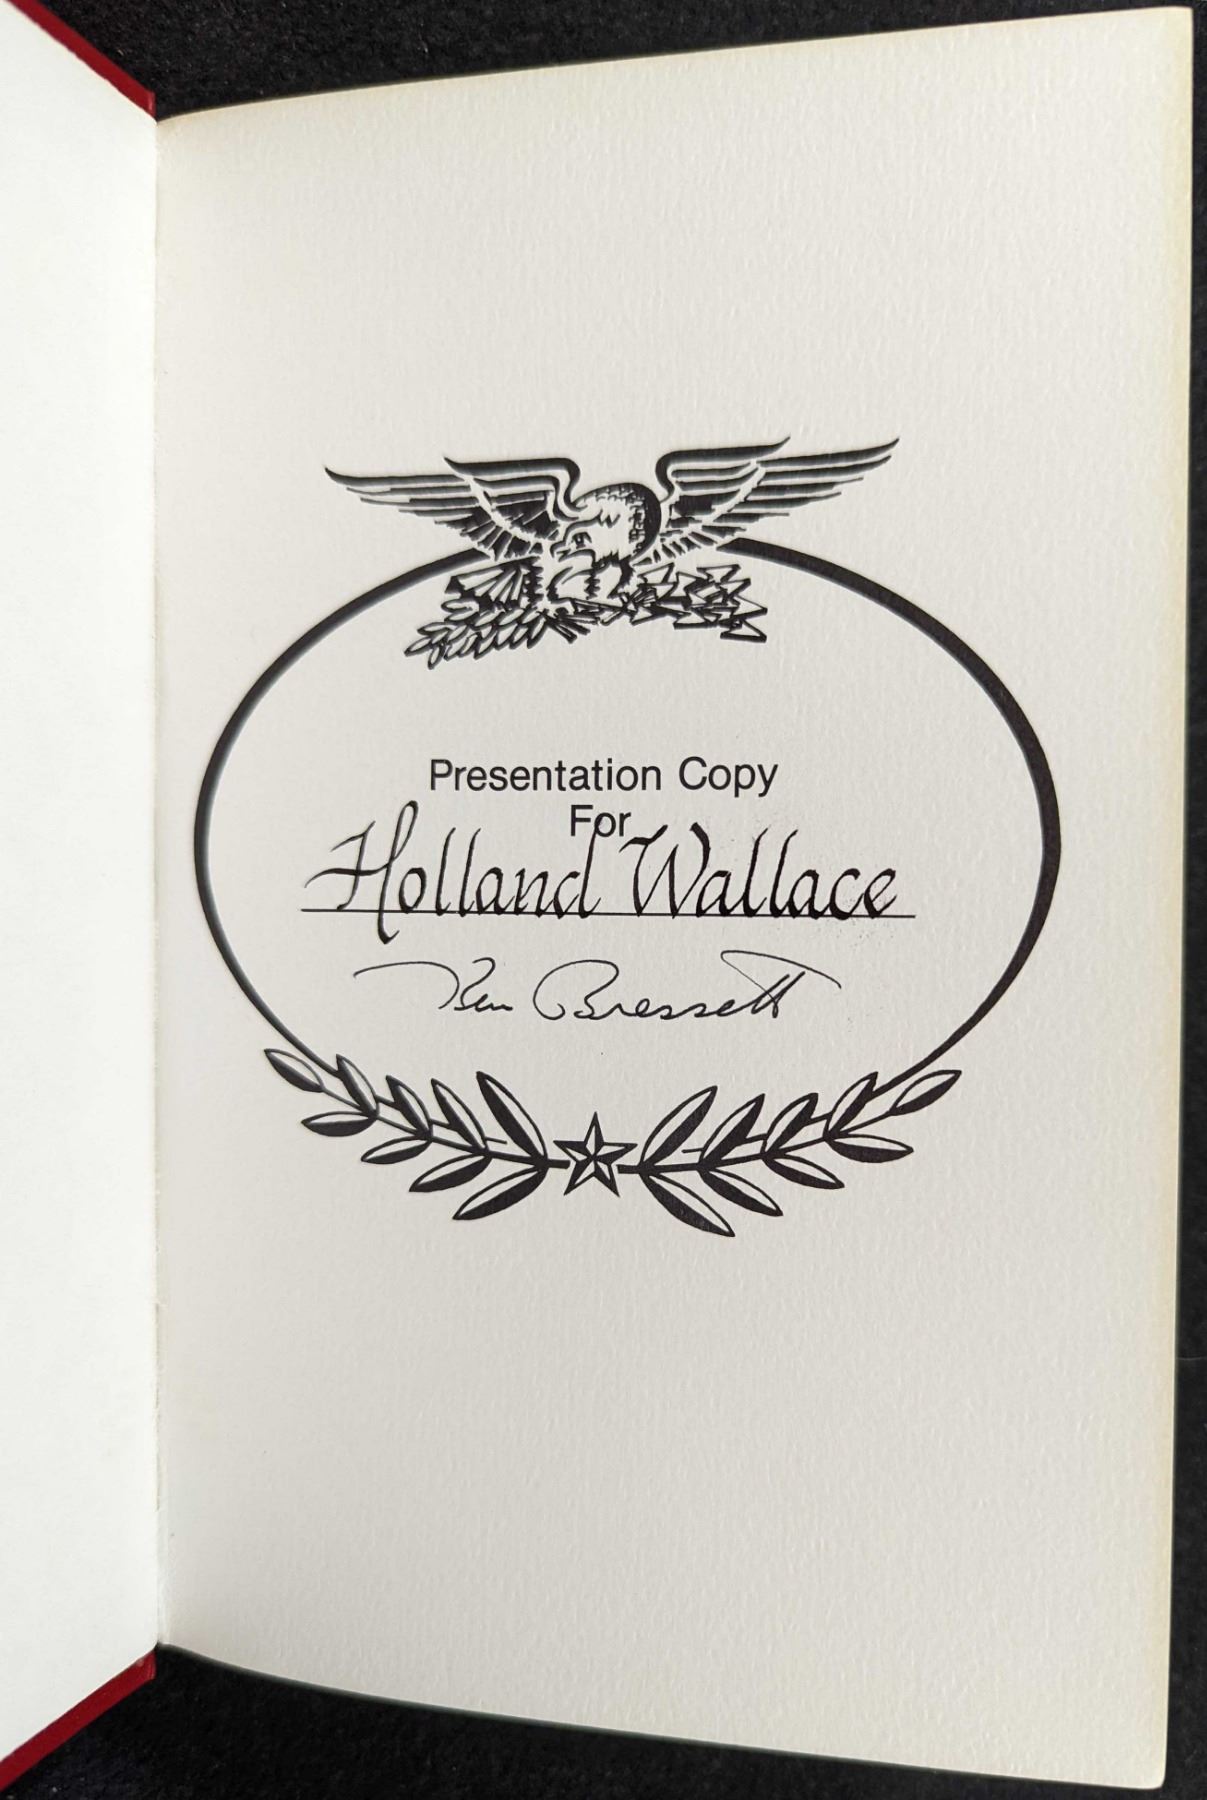 Presentation Copy
For
Holland Wallace
Ken Bressett